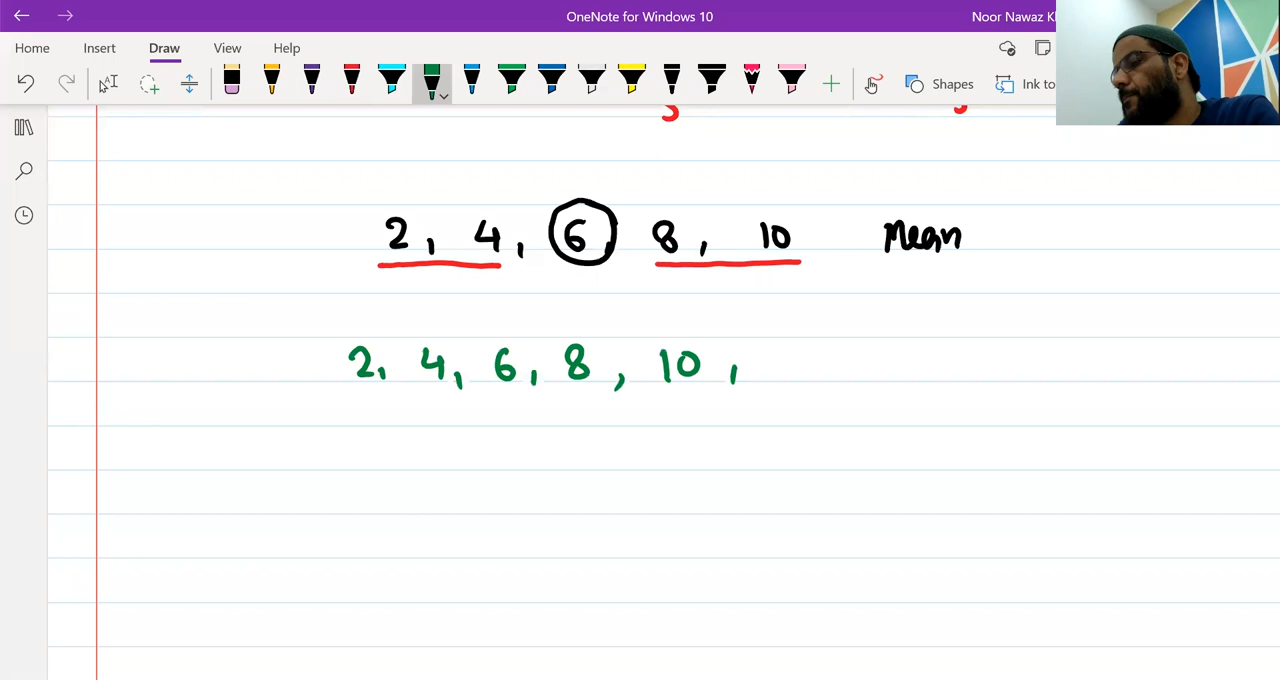 OneNote for Windows 10
Noor Nawaz Kh
Home Insert Draw View Help
Shapes
Ink to
2, 4, 6, 8, 10 Mean
2, 4, 6, 8, 10,